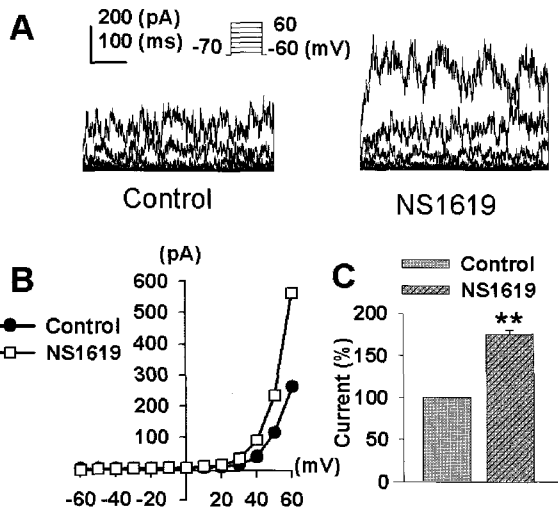 A
200 (pA)
100 (ms)
60
-70
-60 (mV)
Control
NS1619
B
(pA)
600
500
400
300
200
100
Control
NS1619
(mV)
-60 -40 -20 20 40 60
C
Control
NS1619
**
Current (%)
200
150
100
50
0